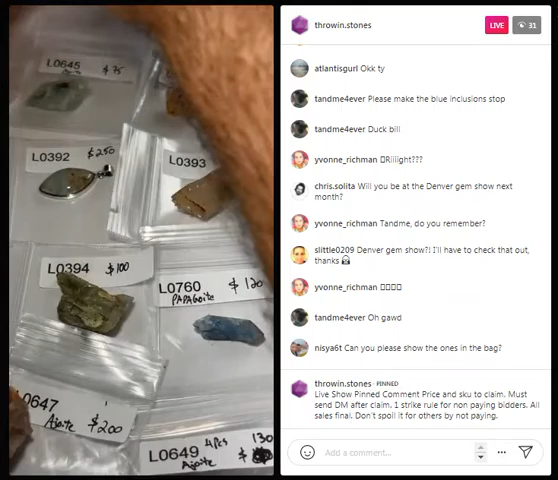 L0645
Ajoite $75
L0392 $250
L0393
L0394 $100
L0760
PAPAGoite $120
0647
Ajoite $200
L0649 4pcs 130
Ajoite $
throwin.stones
LIVE 31
atlantisgurl Okk ty
tandme4ever Please make the blue inclusions stop
tandme4ever Duck bill
yvonne_richman Riiiight???
chris.solita Will you be at the Denver gem show next
month?
yvonne_richman Tandme, do you remember?
slittle0209 Denver gem show?! I'll have to check that out,
thanks
yvonne_richman
tandme4ever Oh gawd
nisya6t Can you please show the ones in the bag?
throwin.stones · PINNED
Live Show Pinned Comment Price and sku to claim. Must
send DM after claim. 1 strike rule for non paying bidders. All
sales final. Don't spoil it for others by not paying.
Add a comment...